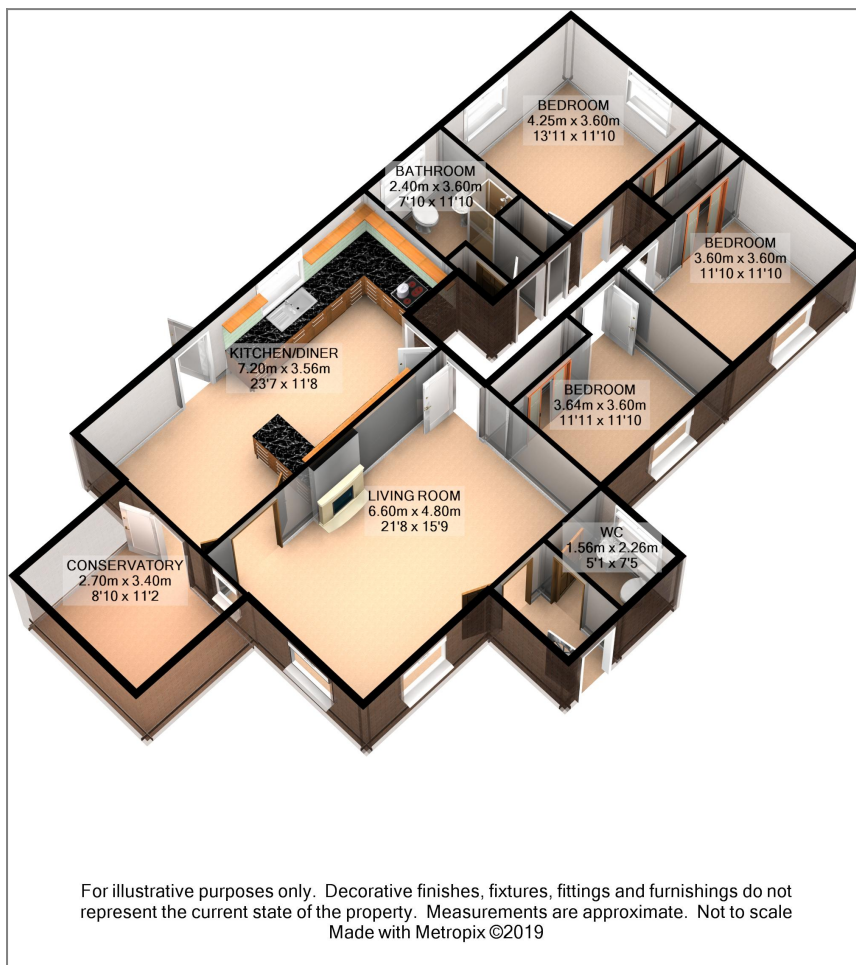 BEDROOM
4.25m x 3.60m
13'11 x 11'10
BATHROOM
2.40m x 3.60m
7'10 x 11'10
BEDROOM
3.60m x 3.60m
11'10 x 11'10
KITCHEN/DINER
7.20m x 3.56m
23'7 x 11'8
BEDROOM
3.64m x 3.60m
11'11 x 11'10
LIVING ROOM
6.60m x 4.80m
21'8 x 15'9
WC
1.56m x 2.26m
5'1 x 7'5
CONSERVATORY
2.70m x 3.40m
8'10 x 11'2
For illustrative purposes only. Decorative finishes, fixtures, fittings and furnishings do not
represent the current state of the property. Measurements are approximate. Not to scale
Made with Metropix ©2019